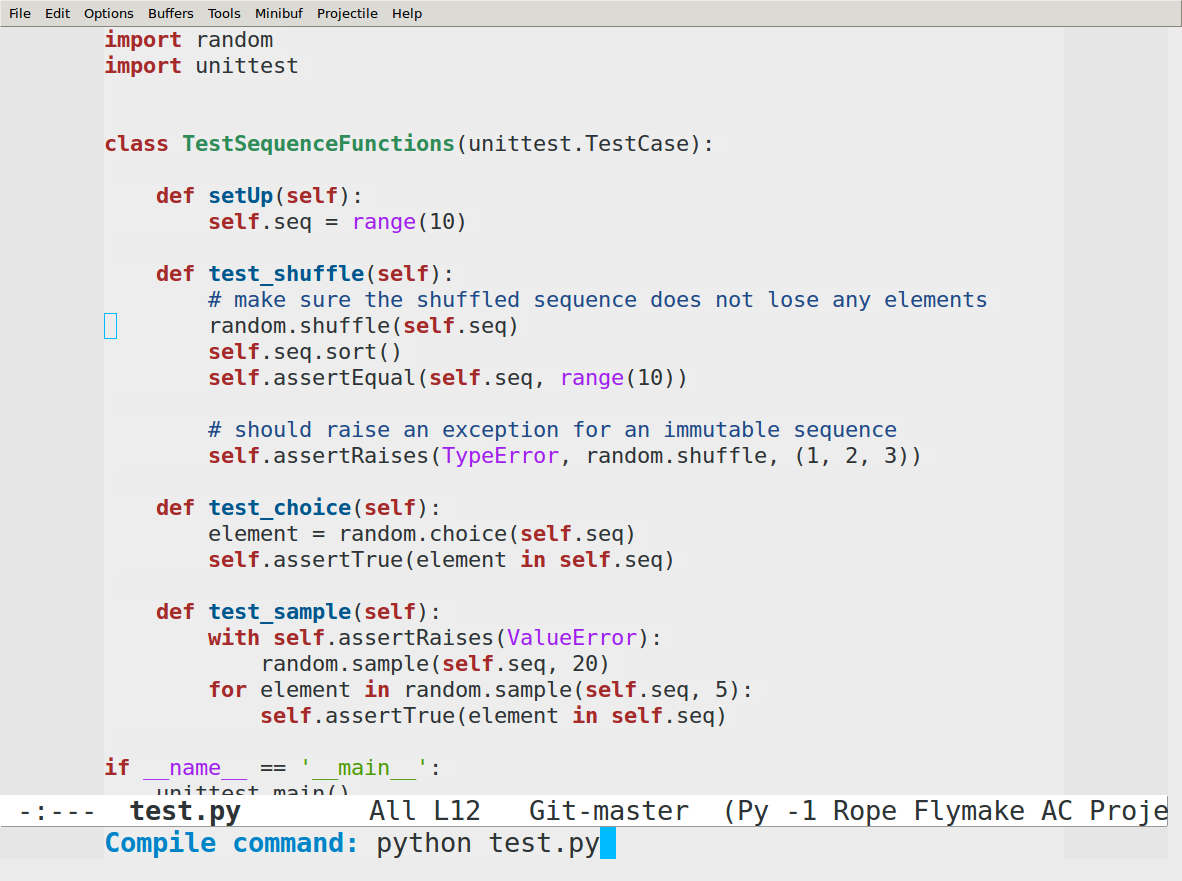 File Edit Options Buffers Tools Minibuf Projectile Help
import random
import unittest
class TestSequenceFunctions(unittest.TestCase):
    def setUp(self):
        self.seq = range(10)
    def test_shuffle(self):
        # make sure the shuffled sequence does not lose any elements
        random.shuffle(self.seq)
        self.seq.sort()
        self.assertEqual(self.seq, range(10))
        # should raise an exception for an immutable sequence
        self.assertRaises(TypeError, random.shuffle, (1, 2, 3))
    def test_choice(self):
        element = random.choice(self.seq)
        self.assertTrue(element in self.seq)
    def test_sample(self):
        with self.assertRaises(ValueError):
            random.sample(self.seq, 20)
        for element in random.sample(self.seq, 5):
            self.assertTrue(element in self.seq)
if __name__ == '__main__':
    unittest.main()
-:--- test.py All L12 Git-master (Py -1 Rope Flymake AC Proje
Compile command: python test.py